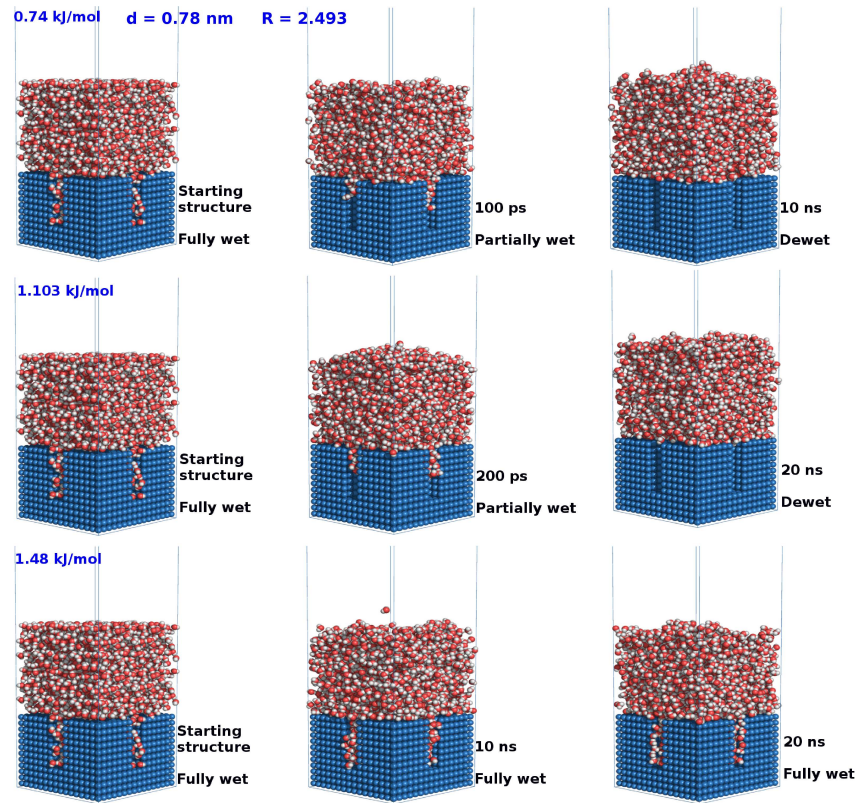 0.74 kJ/mol d = 0.78 nm R = 2.493
Starting
structure
Fully wet
100 ps
Partially wet
10 ns
Dewet
1.103 kJ/mol
Starting
structure
Fully wet
200 ps
Partially wet
20 ns
Dewet
1.48 kJ/mol
Starting
structure
Fully wet
10 ns
Fully wet
20 ns
Fully wet